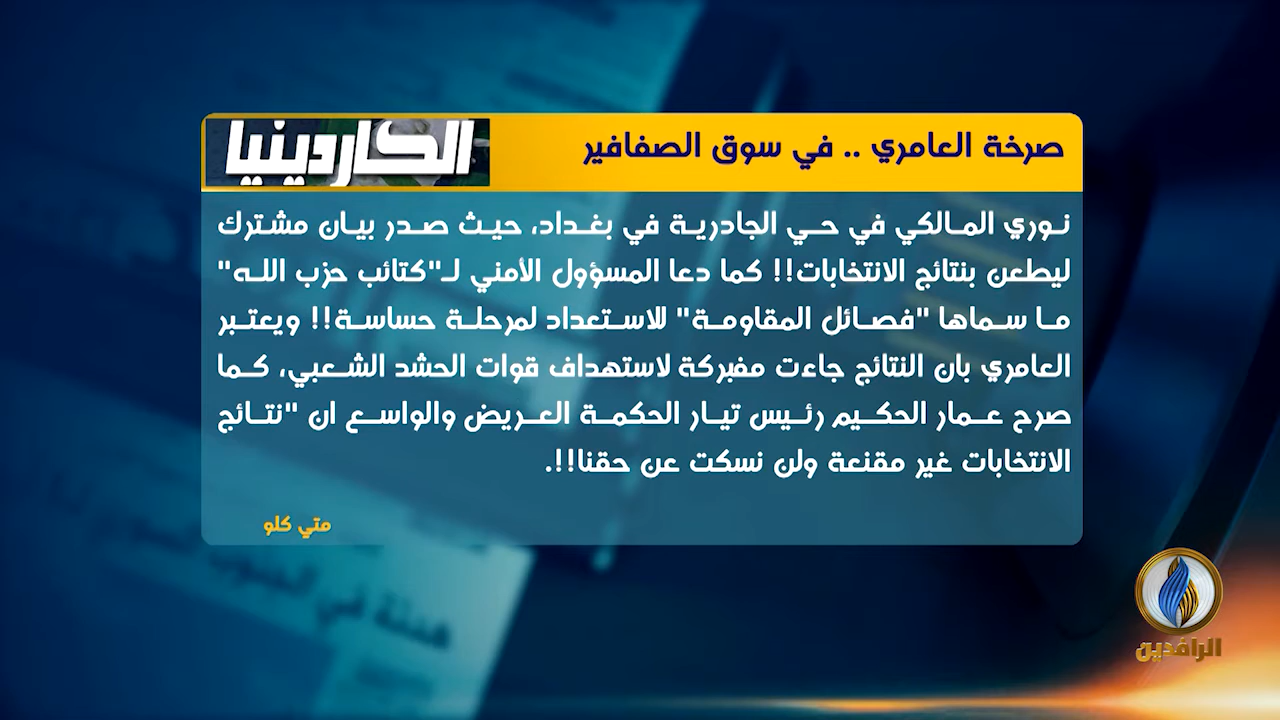 صرخة العامري .. في سوق الصفافير
الكاردينيا
نوري المالكي في حي الجادرية في بغداد، حيث صدر بيان مشترك
ليطعن بنتائج الانتخابات!! كما دعا المسؤول الأمني لـ"كتائب حزب الله"
ما سماها "فصائل المقاومة" للاستعداد لمرحلة حساسة!! ويعتبر
العامري بان النتائج جاءت مفبركة لاستهداف قوات الحشد الشعبي، كما
صرح عمار الحكيم رئيس تيار الحكمة العريض والواسع ان "نتائج
الانتخابات غير مقنعة ولن نسكت عن حقنا!!.
متي كلو
هدنة في الجنوب
الرافدين